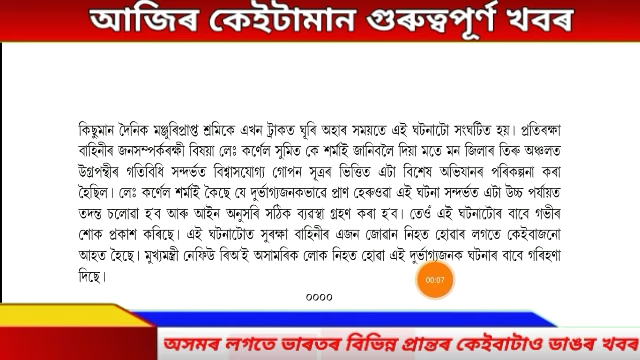 আজিৰ কেইটামান গুৰুত্বপূৰ্ণ খবৰ
কিছুমান দৈনিক মজুৰিপ্ৰাপ্ত শ্ৰমিকে এখন ট্ৰাকত ঘূৰি অহাৰ সময়তে এই ঘটনাটো সংঘটিত হয়। প্ৰতিৰক্ষা
বাহিনীৰ জনসম্পৰ্কৰক্ষী বিষয়া লেঃ কৰ্ণেল সুমিত কে শৰ্মাই জানিবলৈ দিয়া মতে মন জিলাৰ তিৰু অঞ্চলত
উগ্ৰপন্থীৰ গতিবিধি সন্দৰ্ভত বিশ্বাসযোগ্য গোপন সূত্ৰৰ ভিত্তিত এটা বিশেষ অভিযানৰ পৰিকল্পনা কৰা
হৈছিল। লেঃ কৰ্ণেল শৰ্মাই কৈছে যে দুৰ্ভাগ্যজনকভাৱে প্ৰাণ হেৰুওৱা এই ঘটনা সন্দৰ্ভত এটা উচ্চ পৰ্যায়ত
তদন্ত চলোৱা হ'ব আৰু আইন অনুসৰি সঠিক ব্যৱস্থা গ্ৰহণ কৰা হ'ব। তেওঁ এই ঘটনাটোৰ বাবে গভীৰ
শোক প্ৰকাশ কৰিছে। এই ঘটনাটোত সুৰক্ষা বাহিনীৰ এজন জোৱান নিহত হোৱাৰ লগতে কেইবাজনো
আহত হৈছে। মুখ্যমন্ত্ৰী নেফিউ ৰিঅ'ই অসামৰিক লোক নিহত হোৱা এই দুৰ্ভাগ্যজনক ঘটনাৰ বাবে গৰিহণা
দিছে।
00:07
০০০০
অসমৰ লগতে ভাৰতৰ বিভিন্ন প্ৰান্তৰ কেইবাটাও ডাঙৰ খবৰ